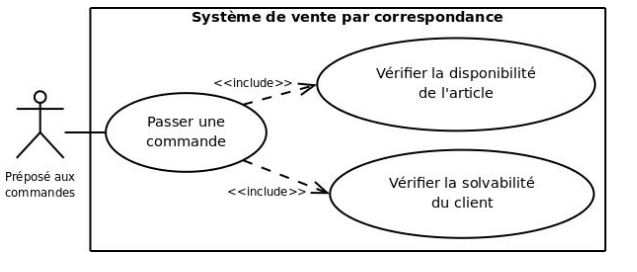 Système de vente par correspondance
Vérifier la disponibilité
de l'article
<<include>>
Passer une
commande
Préposé aux
commandes
Vérifier la solvabilité
du client
<<include>>